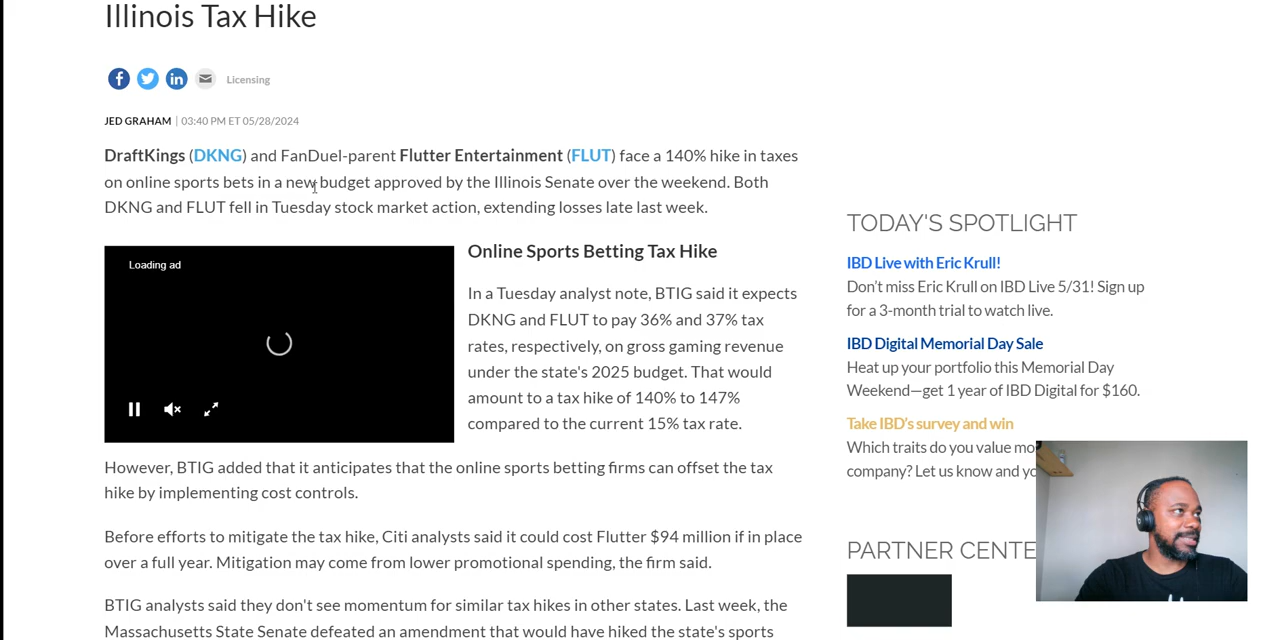 Illinois Tax Hike
Licensing
JED GRAHAM | 03:40 PM ET 05/28/2024
DraftKings (DKNG) and FanDuel-parent Flutter Entertainment (FLUT) face a 140% hike in taxes
on online sports bets in a new budget approved by the Illinois Senate over the weekend. Both
DKNG and FLUT fell in Tuesday stock market action, extending losses late last week.
Loading ad
Online Sports Betting Tax Hike
In a Tuesday analyst note, BTIG said it expects
DKNG and FLUT to pay 36% and 37% tax
rates, respectively, on gross gaming revenue
under the state's 2025 budget. That would
amount to a tax hike of 140% to 147%
compared to the current 15% tax rate.
However, BTIG added that it anticipates that the online sports betting firms can offset the tax
hike by implementing cost controls.
Before efforts to mitigate the tax hike, Citi analysts said it could cost Flutter $94 million if in place
over a full year. Mitigation may come from lower promotional spending, the firm said.
BTIG analysts said they don't see momentum for similar tax hikes in other states. Last week, the
Massachusetts State Senate defeated an amendment that would have hiked the state's sports
TODAY'S SPOTLIGHT
IBD Live with Eric Krull!
Don't miss Eric Krull on IBD Live 5/31! Sign up
for a 3-month trial to watch live.
IBD Digital Memorial Day Sale
Heat up your portfolio this Memorial Day
Weekend—get 1 year of IBD Digital for $160.
Take IBD's survey and win
Which traits do you value mo
company? Let us know and yo
PARTNER CENTE